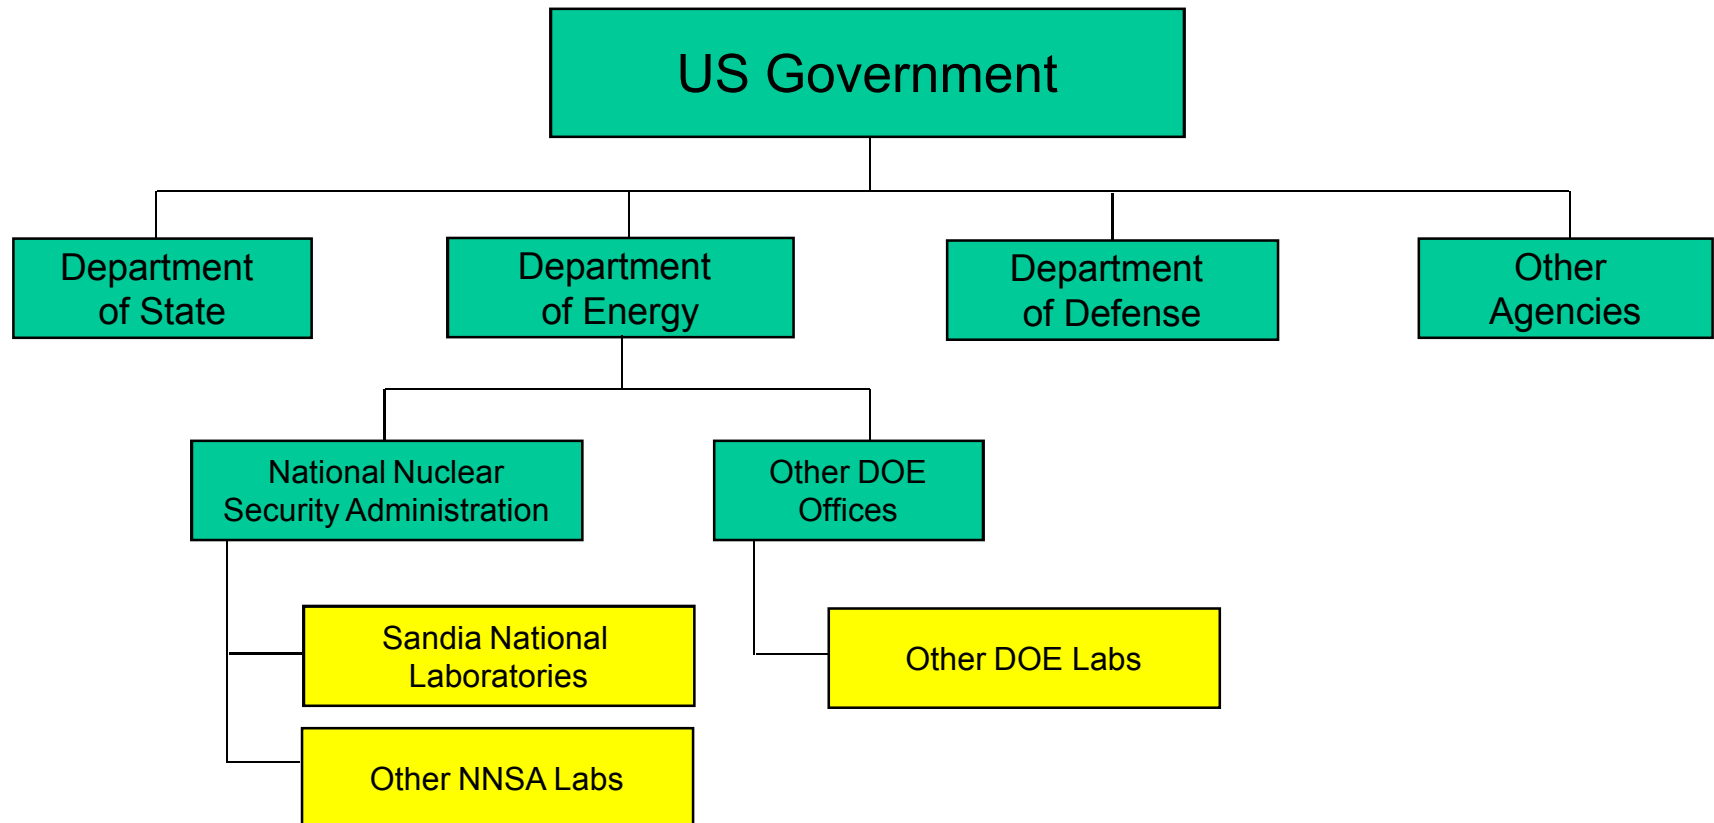 US Government
Department
of State
Department
of Energy
Department
of Defense
Other
Agencies
National Nuclear
Security Administration
Other DOE
Offices
Sandia National
Laboratories
Other DOE Labs
Other NNSA Labs